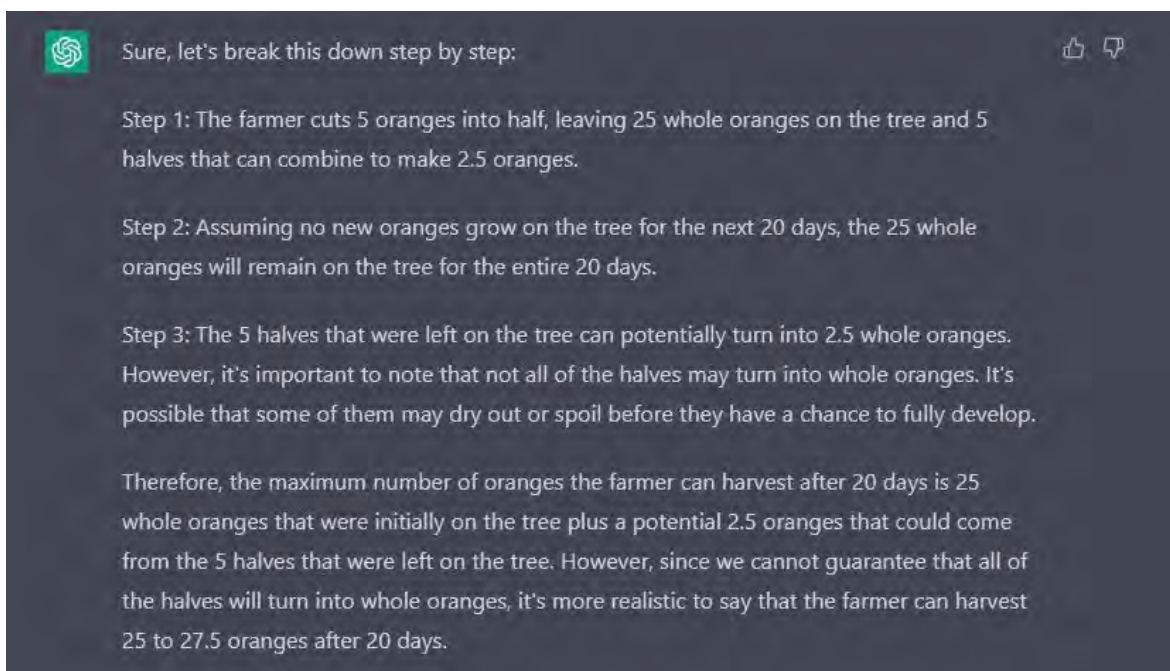 Sure, let's break this down step by step:
Step 1: The farmer cuts 5 oranges into half, leaving 25 whole oranges on the tree and 5
halves that can combine to make 2.5 oranges.
Step 2: Assuming no new oranges grow on the tree for the next 20 days, the 25 whole
oranges will remain on the tree for the entire 20 days.
Step 3: The 5 halves that were left on the tree can potentially turn into 2.5 whole oranges.
However, it's important to note that not all of the halves may turn into whole oranges. It's
possible that some of them may dry out or spoil before they have a chance to fully develop.
Therefore, the maximum number of oranges the farmer can harvest after 20 days is 25
whole oranges that were initially on the tree plus a potential 2.5 oranges that could come
from the 5 halves that were left on the tree. However, since we cannot guarantee that all of
the halves will turn into whole oranges, it's more realistic to say that the farmer can harvest
25 to 27.5 oranges after 20 days.